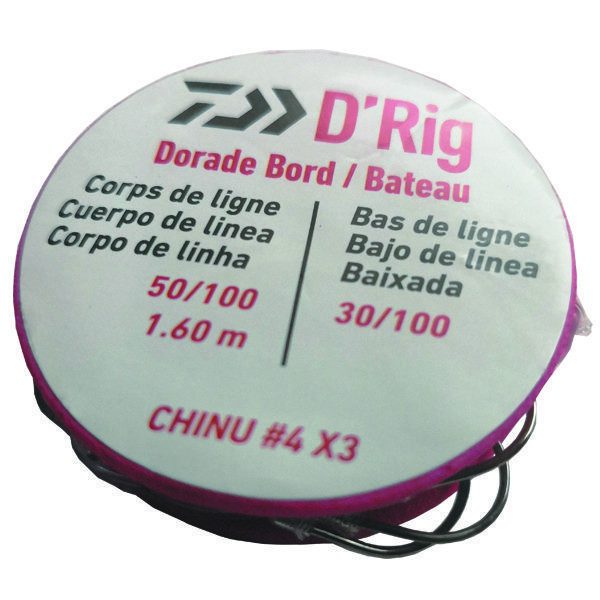 D'Rig
Dorade Bord / Bateau
Corps de ligne
Cuerpo de linea
Corpo de linha
50/100
1.60 m
Bas de ligne
Bajo de linea
Baixada
30/100
CHINU #4 X3